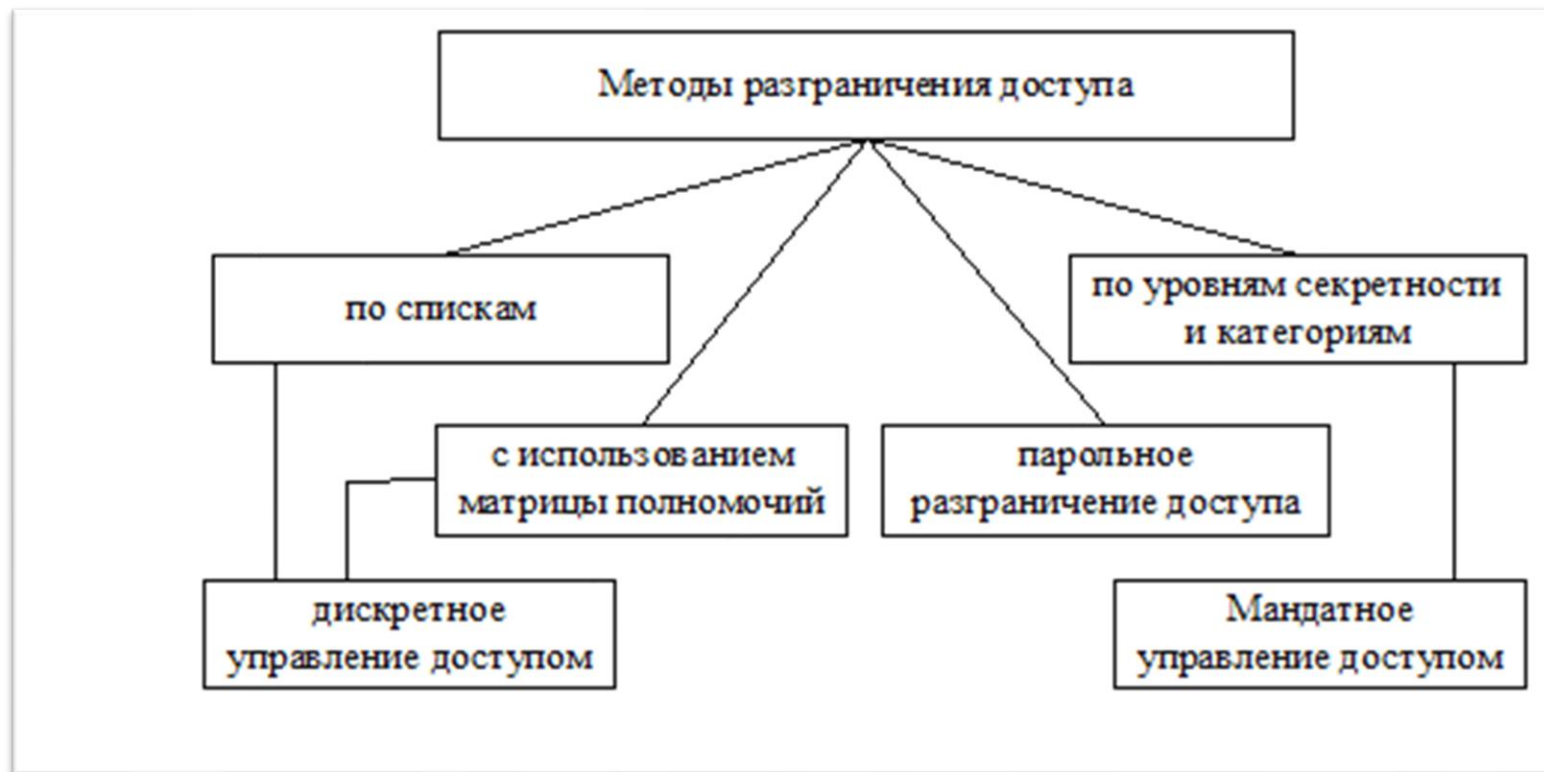 Методы разграничения доступа
по спискам
по уровням секретности
и категориям
с использованием
матрицы полномочий
парольное
разграничение доступа
дискретное
управление доступом
Мандатное
управление доступом